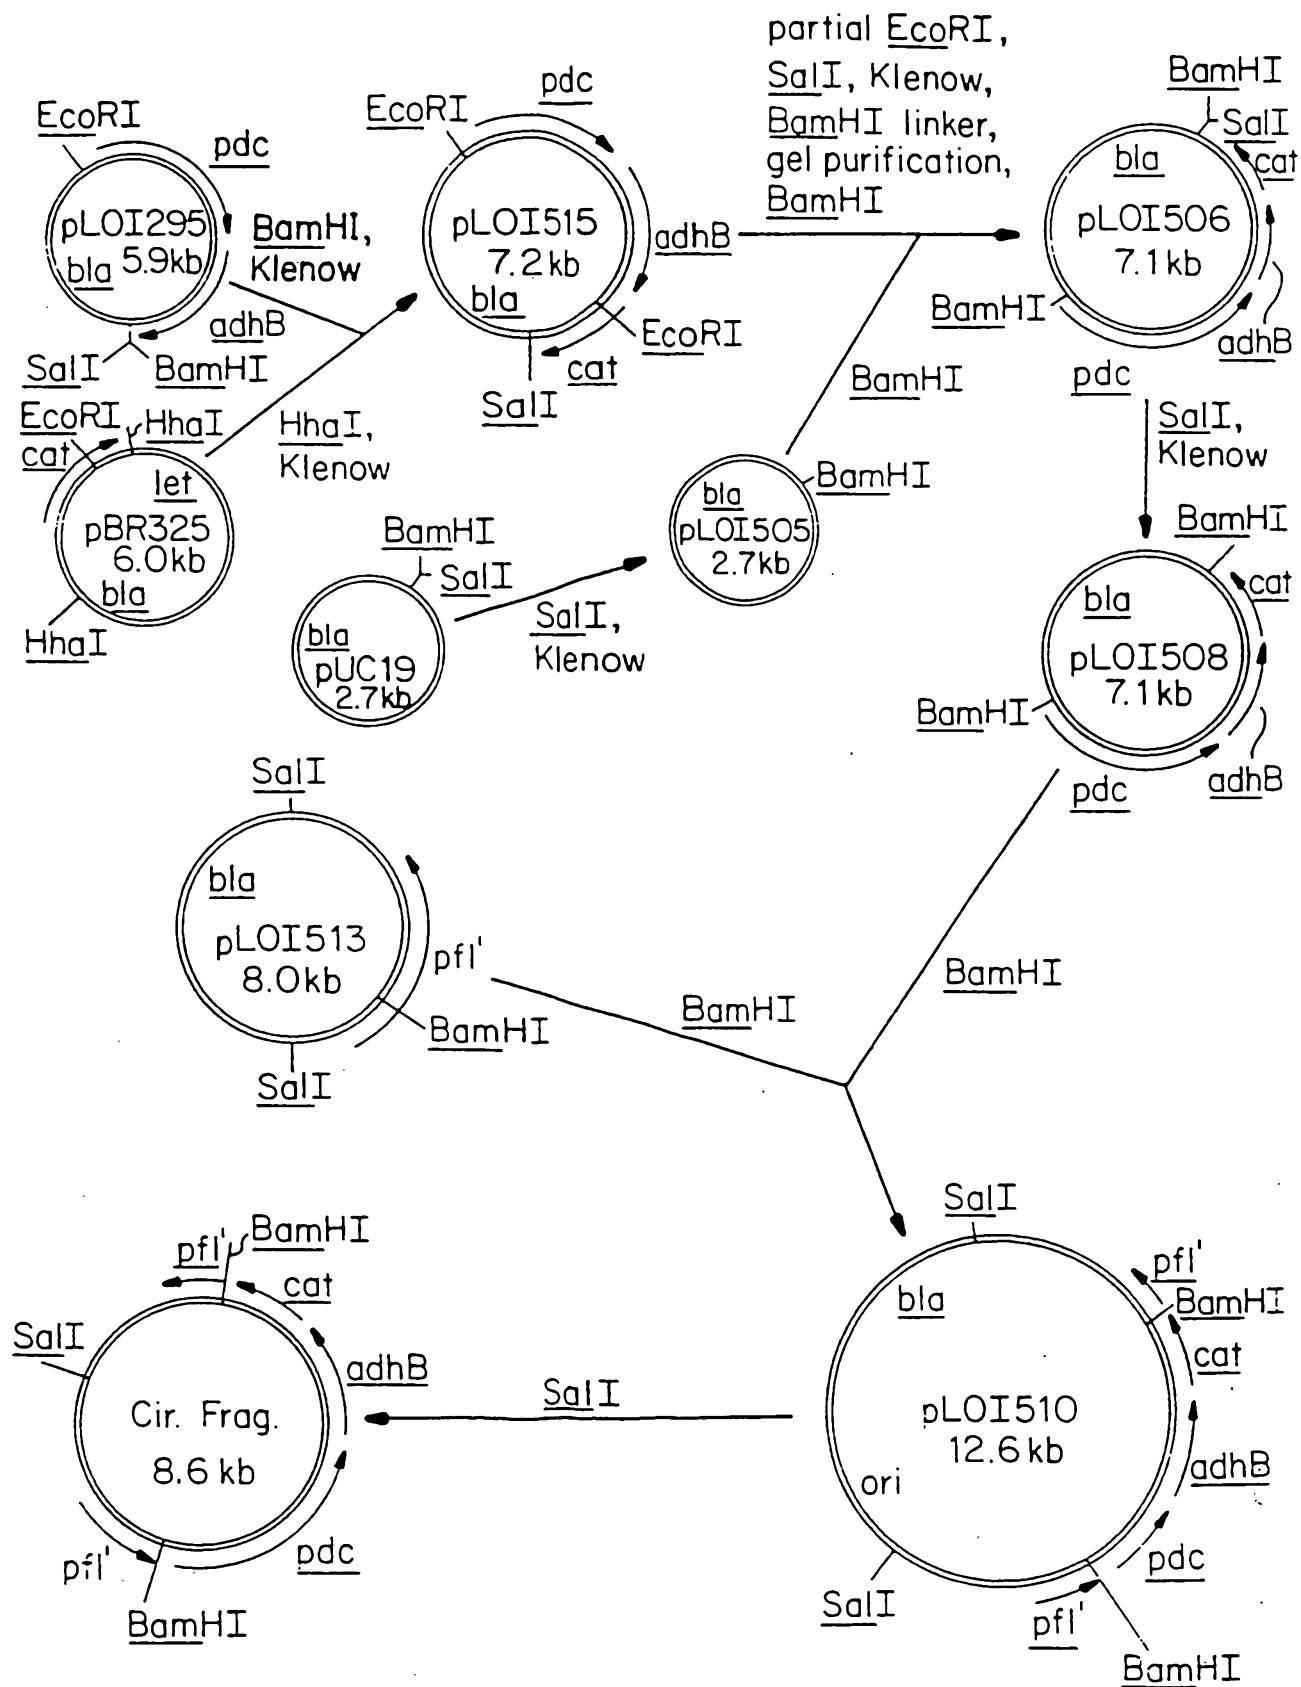 EcoRI
pdc
pLOI295
5.9kb
bla
adhB
SalI
BamHI
BamHI,
Klenow
EcoRI
HhaI
cat
let
pBR325
6.0kb
bla
HhaI
HhaI,
Klenow
EcoRI
pdc
pLOI515
7.2kb
bla
adhB
EcoRI
cat
SalI
partial EcoRI,
SalI, Klenow,
BamHI linker,
gel purification,
BamHI
BamHI
SalI
bla
cat
pLOI506
7.1kb
BamHI
adhB
pdc
BamHI
BamHI
bla
pLOI505
2.7kb
BamHI
SalI
bla
pUC19
2.7kb
SalI,
Klenow
SalI,
Klenow
BamHI
cat
bla
pLOI508
7.1kb
BamHI
adhB
pdc
SalI
bla
pLOI513
8.0kb
pfl'
BamHI
SalI
BamHI
BamHI
SalI
pfl'
BamHI
bla
cat
pLOI510
12.6kb
adhB
ori
pdc
SalI
pfl'
BamHI
SalI
pfl'
BamHI
cat
SalI
adhB
Cir. Frag.
8.6kb
pfl'
pdc
BamHI